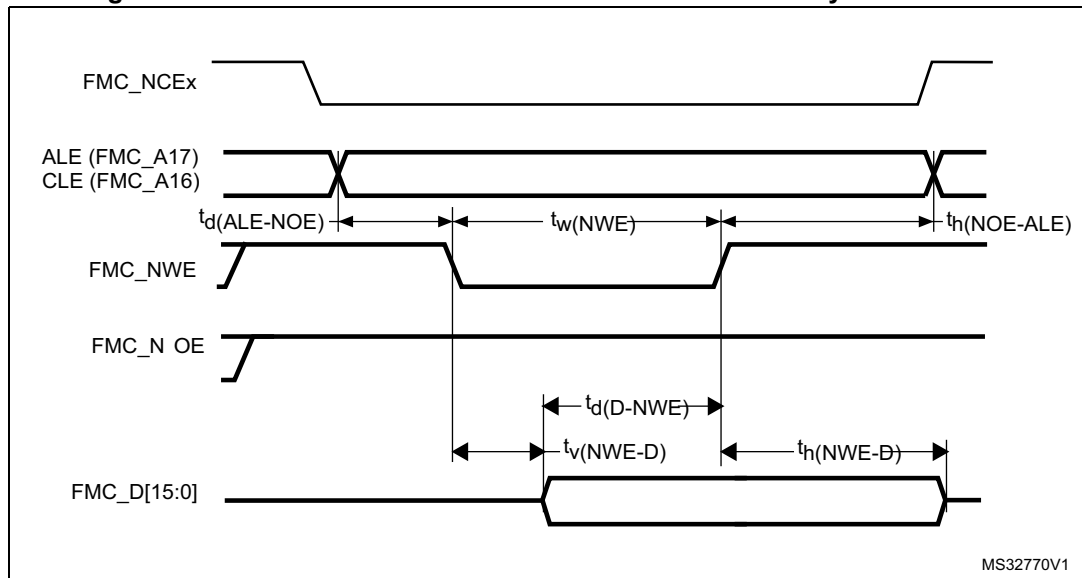 FMC_NCEx
ALE (FMC_A17)
CLE (FMC_A16)
td(ALE-NOE)
tw(NWE)
th(NOE-ALE)
FMC_NWE
FMC_N OE
td(D-NWE)
tv(NWE-D)
th(NWE-D)
FMC_D[15:0]
MS32770V1